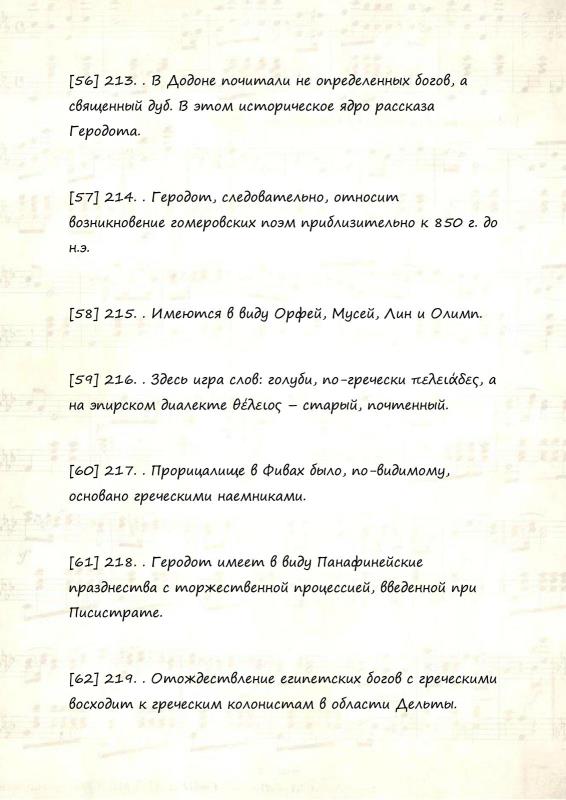 [56] 213. . В Додоне почитали не определенных богов, а
священный дуб. В этом историческое ядро рассказа
Геродота.
[57] 214. . Геродот, следовательно, относит
возникновение гомеровских поэм приблизительно к 850 г. до
н.э.
[58] 215. . Имеются в виду Орфей, Мусей, Лин и Олимп.
[59] 216. . Здесь игра слов: голуби, по-гречески πελειάδες, а
на эпирском диалекте θέλειος – старый, почтенный.
[60] 217. . Прорицалище в Фивах было, по-видимому,
основано греческими наемниками.
[61] 218. . Геродот имеет в виду Панафинейские
празднества с торжественной процессией, введенной при
Писистрате.
[62] 219. . Отождествление египетских богов с греческими
восходит к греческим колонистам в области Дельты.